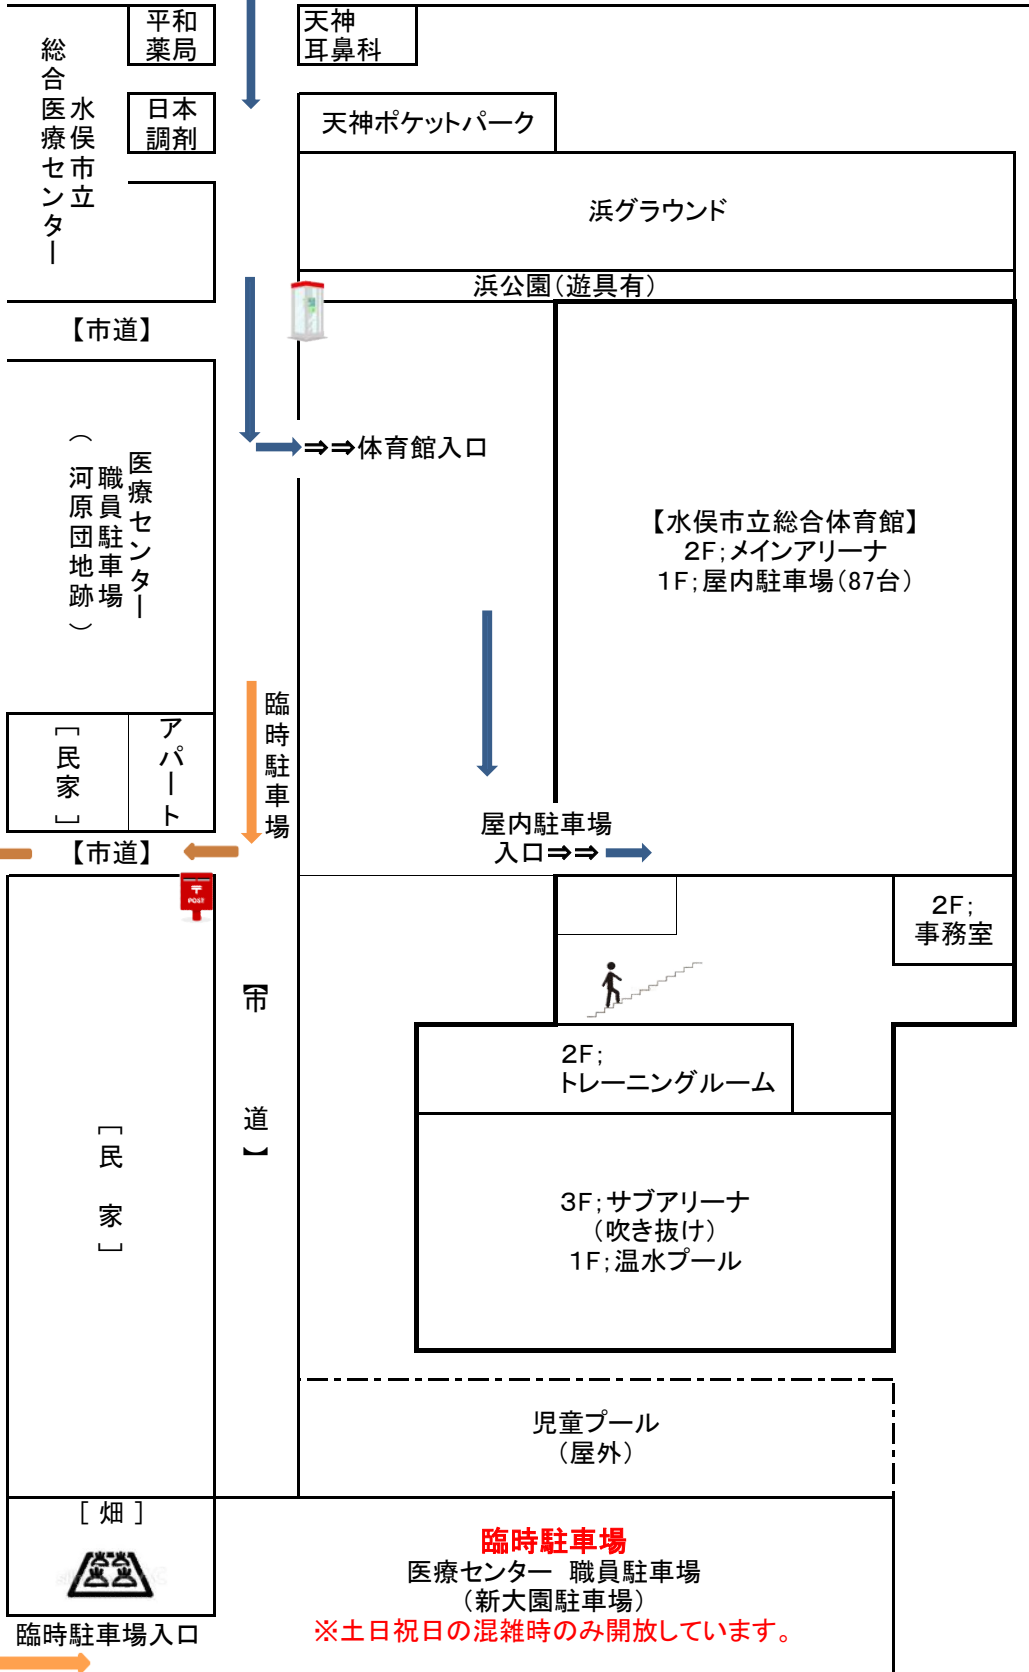 平和
薬局
天神
耳鼻科
水俣市立
総合医療センター
日本
調剤
天神ポケットパーク
浜グラウンド
浜公園(遊具有)
【市道】
⇒⇒体育館入口
医療センター
職員駐車場
（河原団地跡）
【水俣市立総合体育館】
2F;メインアリーナ
1F;屋内駐車場(87台)
臨時駐車場
［民家］
アパート
屋内駐車場
入口⇒⇒
【市道】
〒
POST
2F;
事務室
【市道】
2F;
トレーニングルーム
［民家］
3F;サブアリーナ
(吹き抜け)
1F;温水プール
児童プール
(屋外)
［畑］
臨時駐車場
医療センター 職員駐車場
(新大園駐車場)
※土日祝日の混雑時のみ開放しています。
臨時駐車場入口